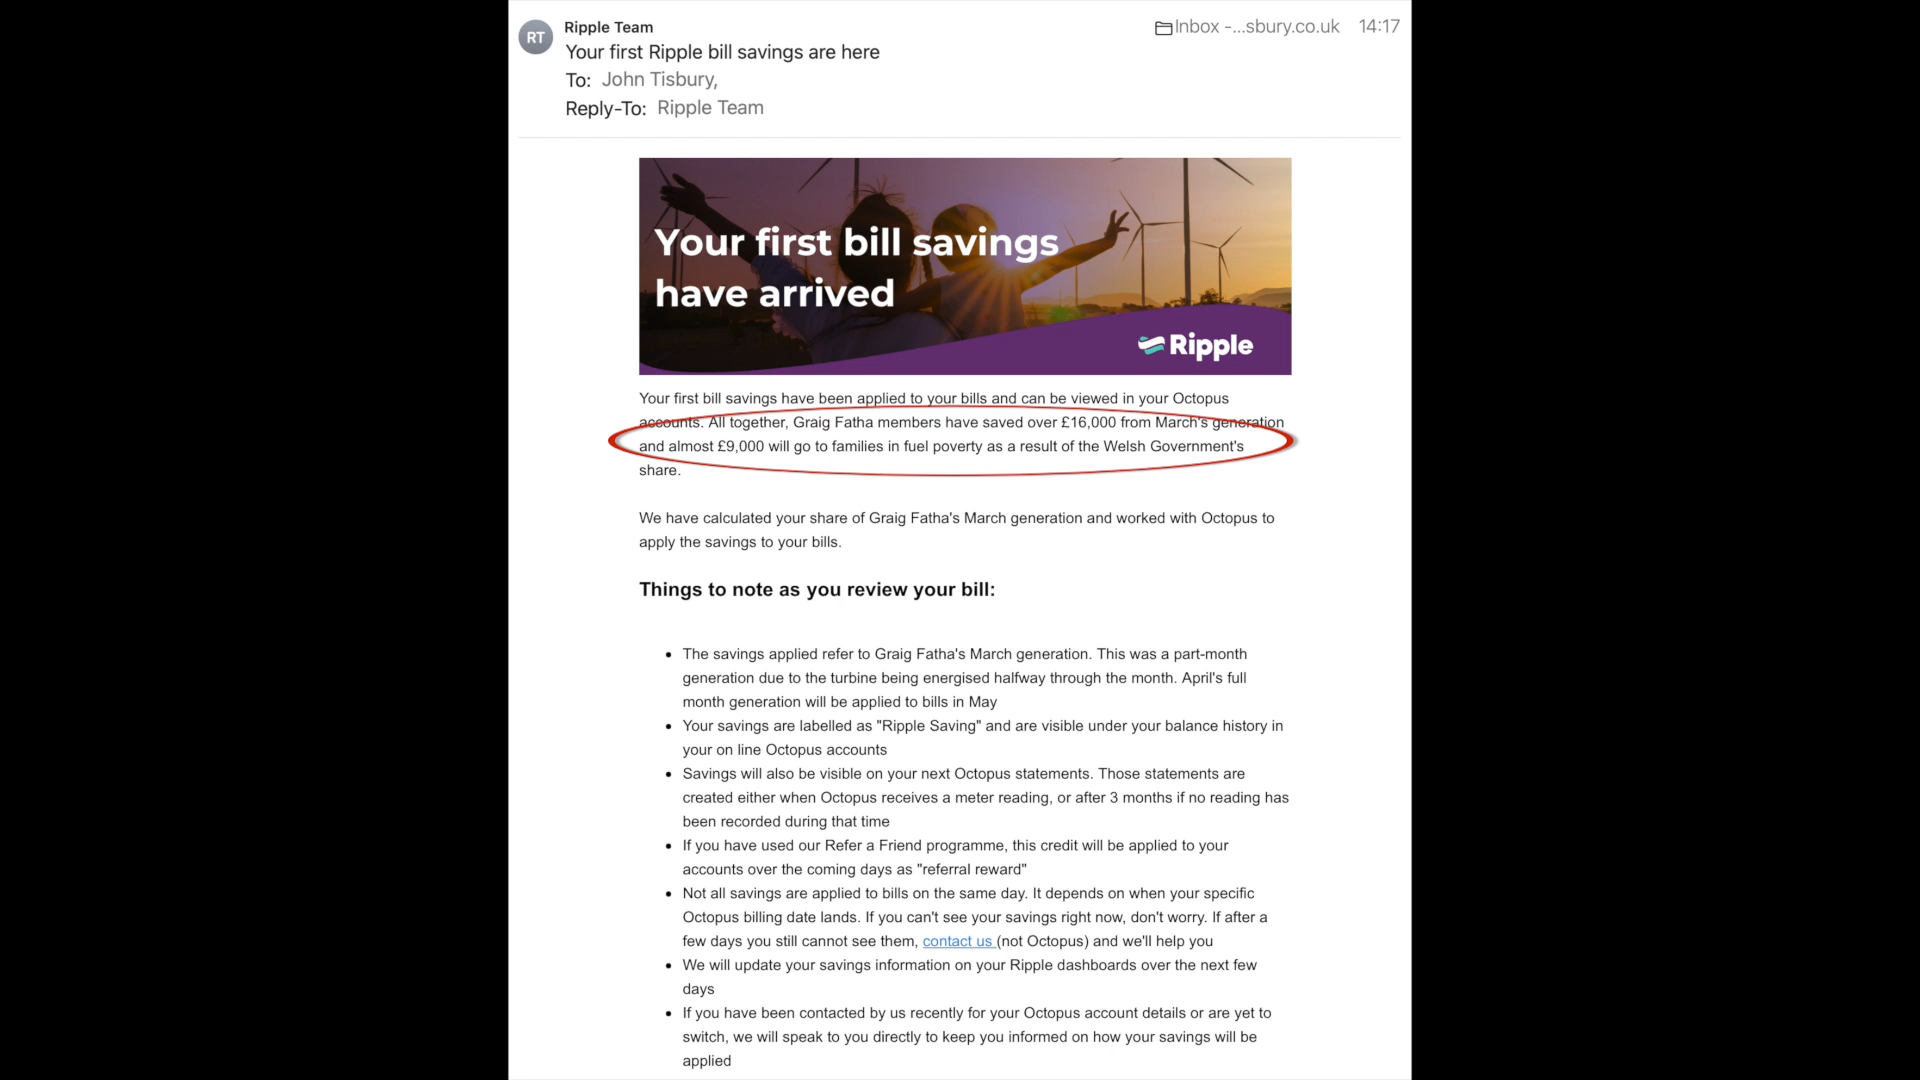 RT
Ripple Team
Inbox -...sbury.co.uk 14:17
Your first Ripple bill savings are here
To: John Tisbury,
Reply-To: Ripple Team
Your first bill savings
have arrived
Ripple
Your first bill savings have been applied to your bills and can be viewed in your Octopus
accounts. All together, Graig Fatha members have saved over £16,000 from March's generation
and almost £9,000 will go to families in fuel poverty as a result of the Welsh Government's
share.
We have calculated your share of Graig Fatha's March generation and worked with Octopus to
apply the savings to your bills.
Things to note as you review your bill:
• The savings applied refer to Graig Fatha's March generation. This was a part-month
generation due to the turbine being energised halfway through the month. April's full
month generation will be applied to bills in May
• Your savings are labelled as "Ripple Saving" and are visible under your balance history in
your on line Octopus accounts
• Savings will also be visible on your next Octopus statements. Those statements are
created either when Octopus receives a meter reading, or after 3 months if no reading has
been recorded during that time
• If you have used our Refer a Friend programme, this credit will be applied to your
accounts over the coming days as "referral reward"
• Not all savings are applied to bills on the same day. It depends on when your specific
Octopus billing date lands. If you can't see your savings right now, don't worry. If after a
few days you still cannot see them, contact us (not Octopus) and we'll help you
• We will update your savings information on your Ripple dashboards over the next few
days
• If you have been contacted by us recently for your Octopus account details or are yet to
switch, we will speak to you directly to keep you informed on how your savings will be
applied